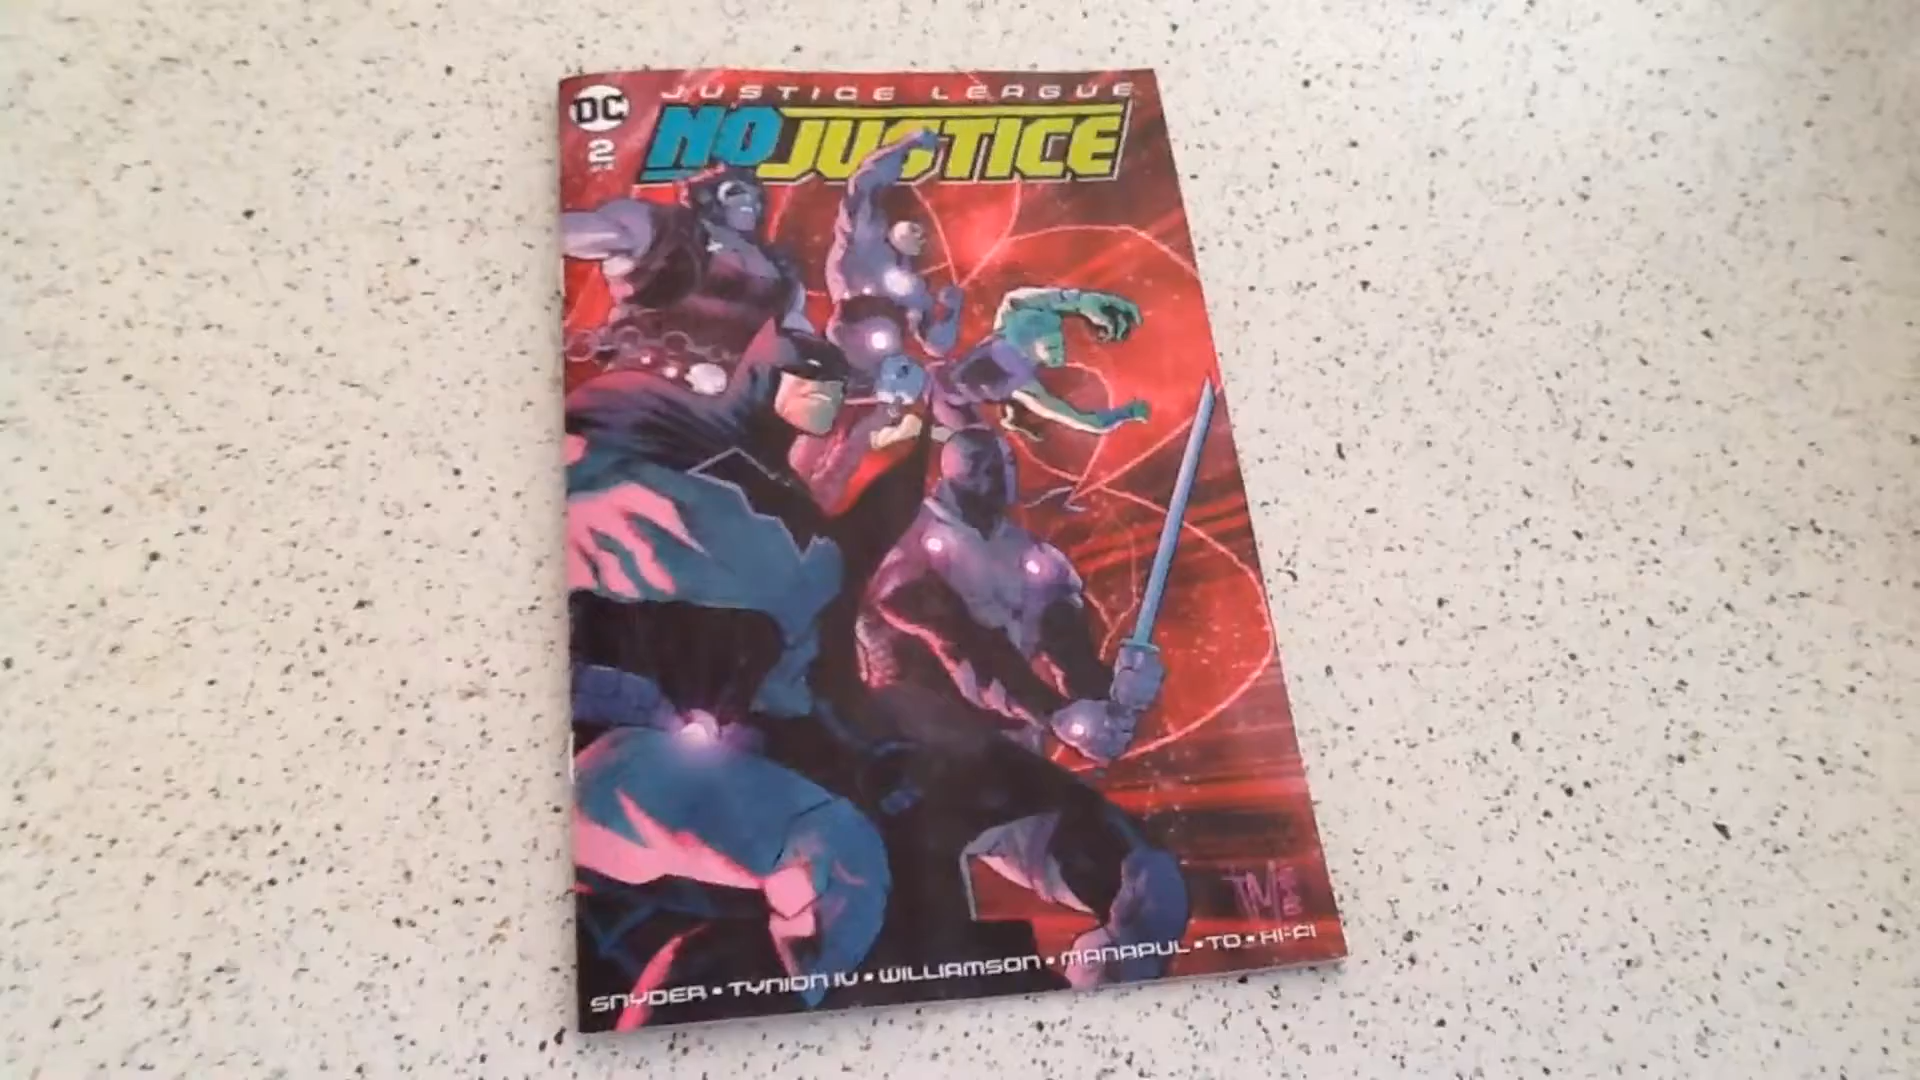 JUSTICE LEAGUE
DC
NO JUSTICE
2
SNYDER • TYNION IV • WILLIAMSON • MANAPUL • TO • HI-FI